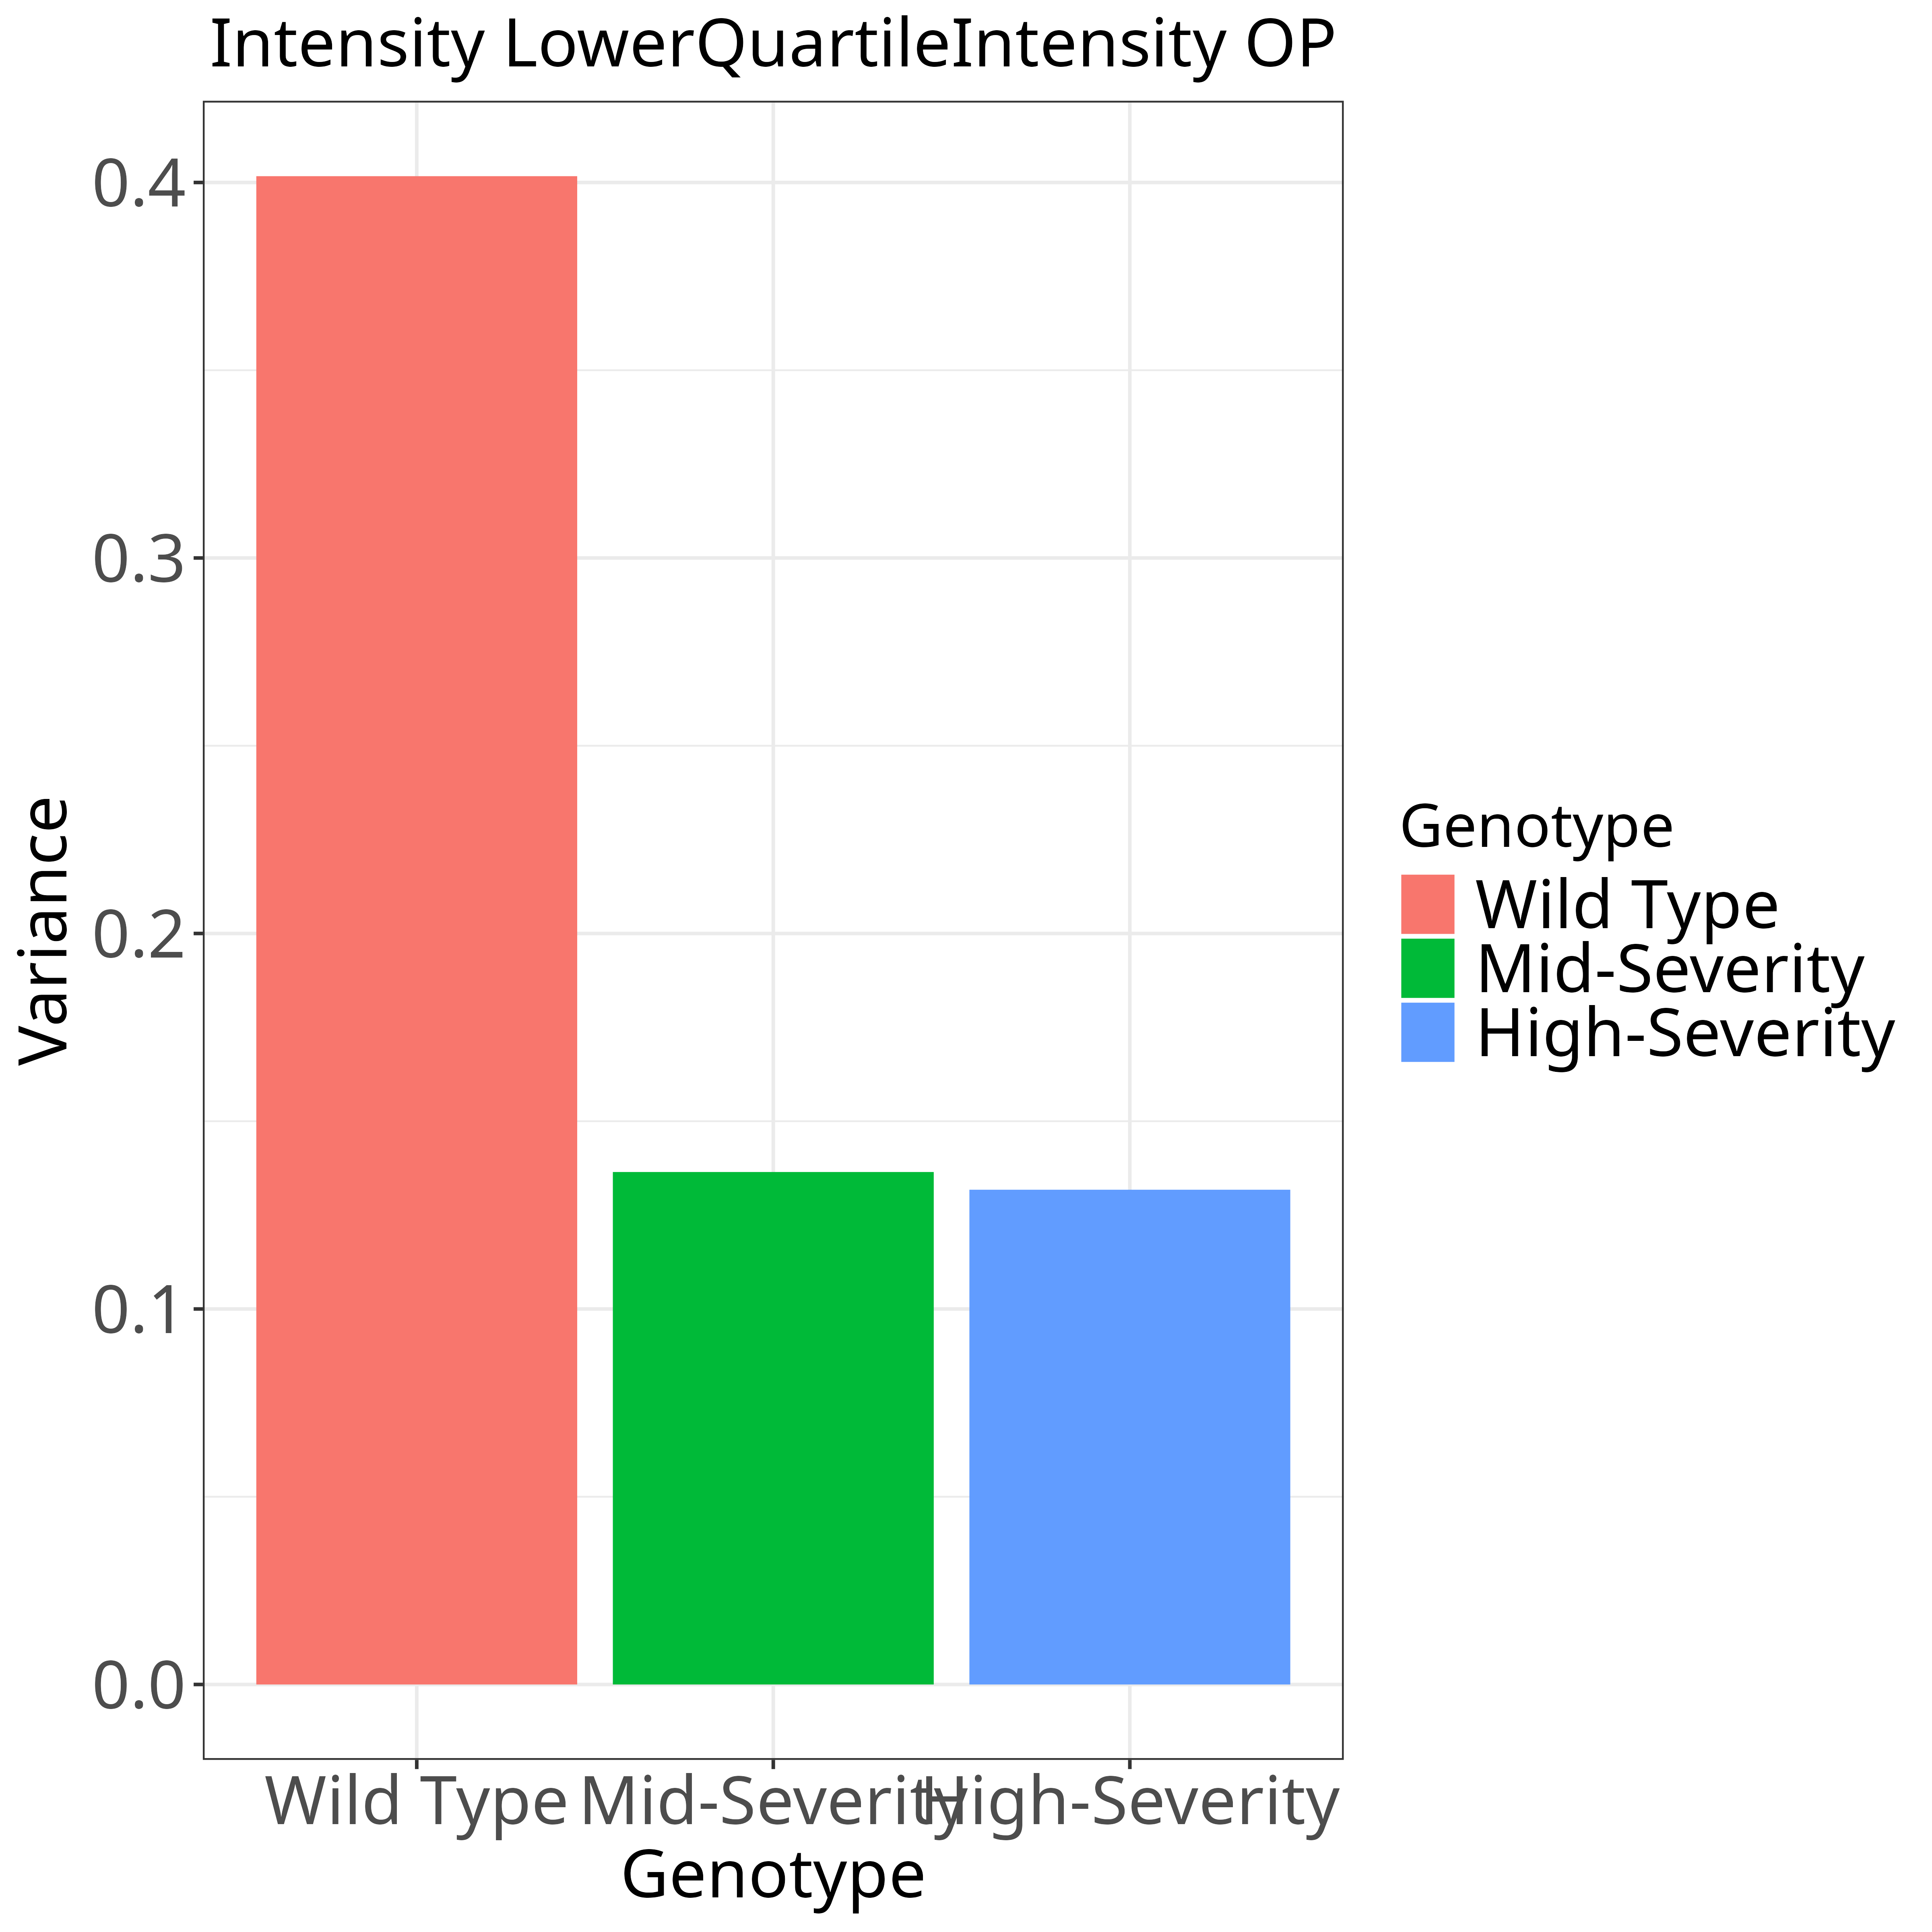 Intensity LowerQuartileIntensity OP
0.4
0.3
0.2
0.1
0.0
Variance
Wild Type Mid-Severity High-Severity
Genotype
Genotype
Wild Type
Mid-Severity
High-Severity